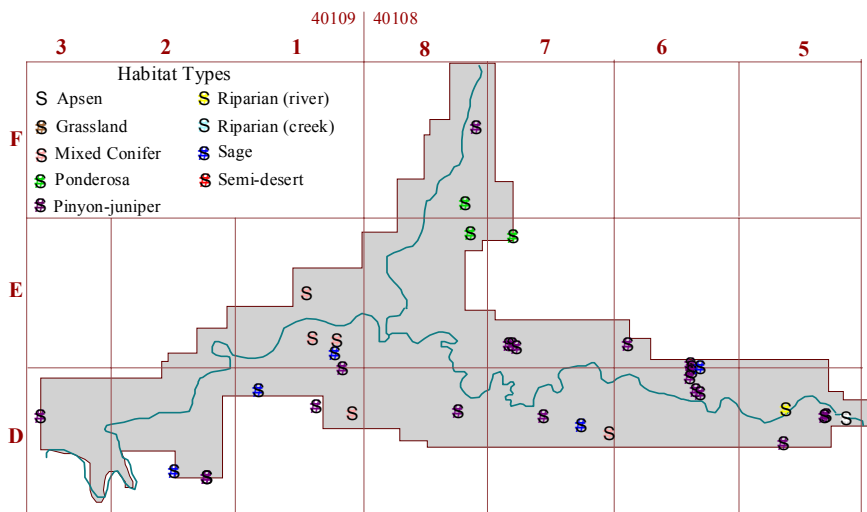 40109 40108
3 2 1 8 7 6 5
Habitat Types
Apsen
Grassland
Mixed Conifer
Ponderosa
Pinyon-juniper
Riparian (river)
Riparian (creek)
Sage
Semi-desert
F
E
D